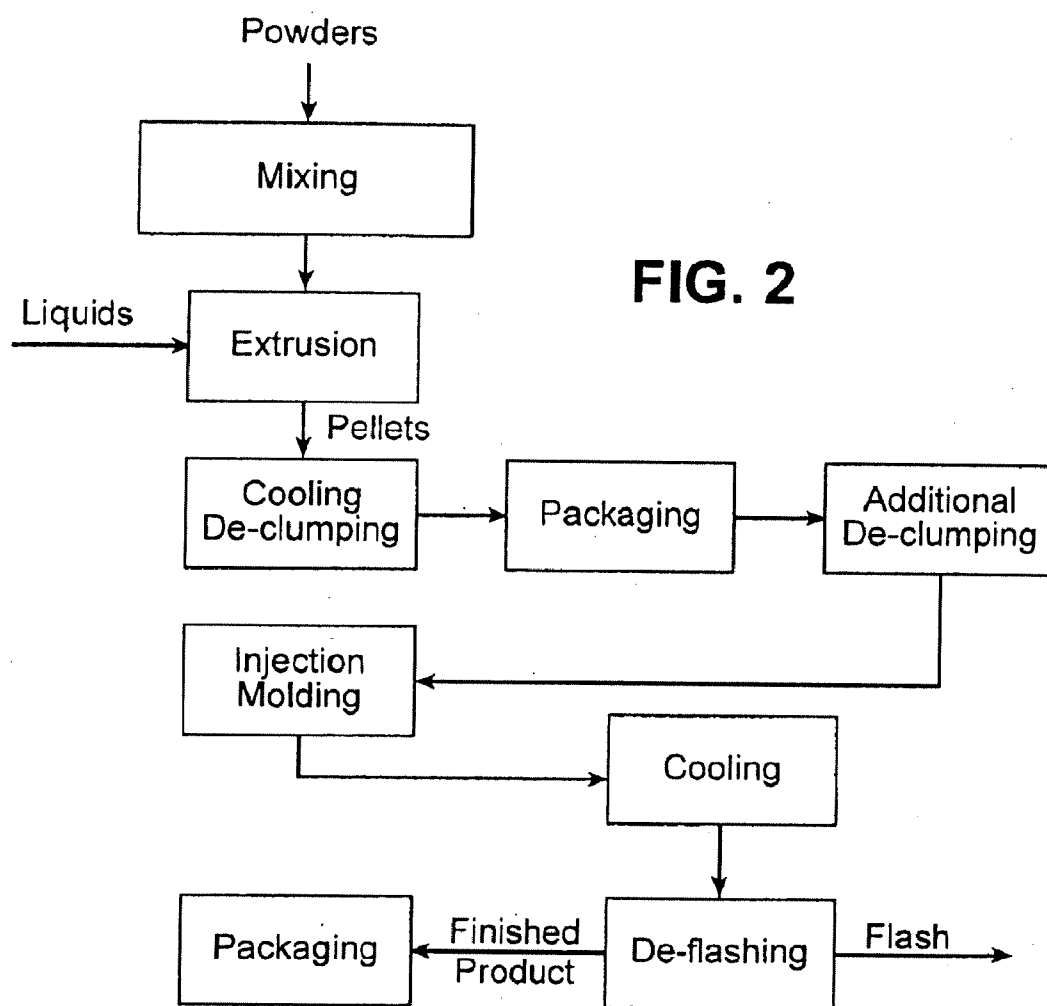 Powders
Mixing
FIG. 2
Liquids
Extrusion
Pellets
Cooling
De-clumping
Packaging
Additional
De-clumping
Injection
Molding
Cooling
Packaging
Finished
Product
De-flashing
Flash